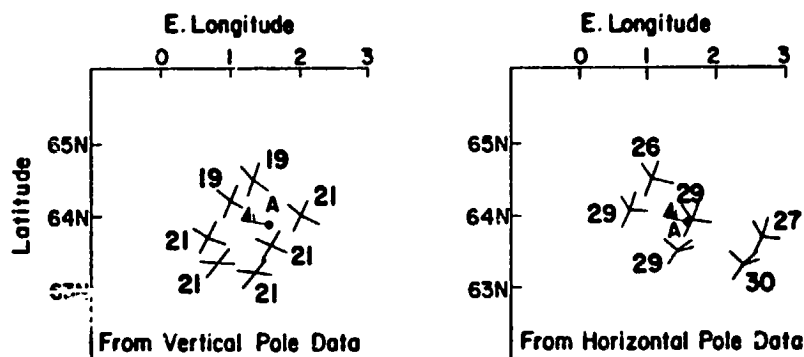 E. Longitude
0 1 2 3
Latitude
65N
64N
63N
19
19
A
21
21
21
21
21
From Vertical Pole Data
E. Longitude
0 1 2 3
65N
64N
63N
26
29
29
A
27
29
30
From Horizontal Pole Data